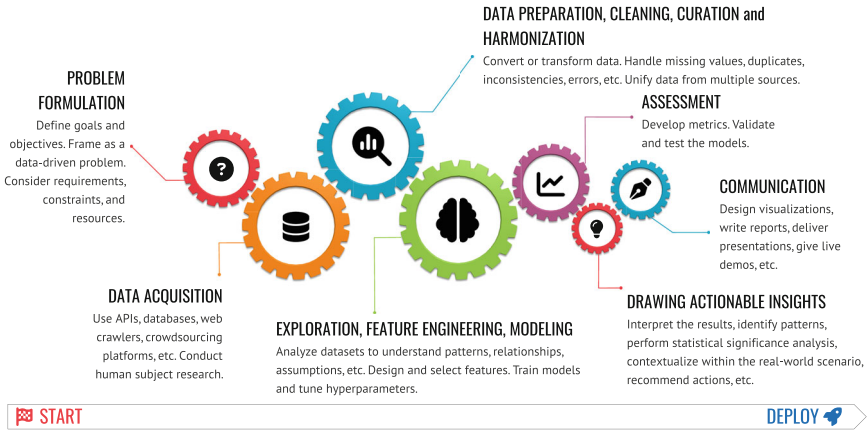 PROBLEM
FORMULATION
Define goals and
objectives. Frame as a
data-driven problem.
Consider requirements,
constraints, and
resources.
DATA ACQUISITION
Use APIs, databases, web
crawlers, crowdsourcing
platforms, etc. Conduct
human subject research.
DATA PREPARATION, CLEANING, CURATION and
HARMONIZATION
Convert or transform data. Handle missing values, duplicates,
inconsistencies, errors, etc. Unify data from multiple sources.
EXPLORATION, FEATURE ENGINEERING, MODELING
Analyze datasets to understand patterns, relationships,
assumptions, etc. Design and select features. Train models
and tune hyperparameters.
ASSESSMENT
Develop metrics. Validate
and test the models.
DRAWING ACTIONABLE INSIGHTS
Interpret the results, identify patterns,
perform statistical significance analysis,
contextualize within the real-world scenario,
recommend actions, etc.
COMMUNICATION
Design visualizations,
write reports, deliver
presentations, give live
demos, etc.
?
START
DEPLOY